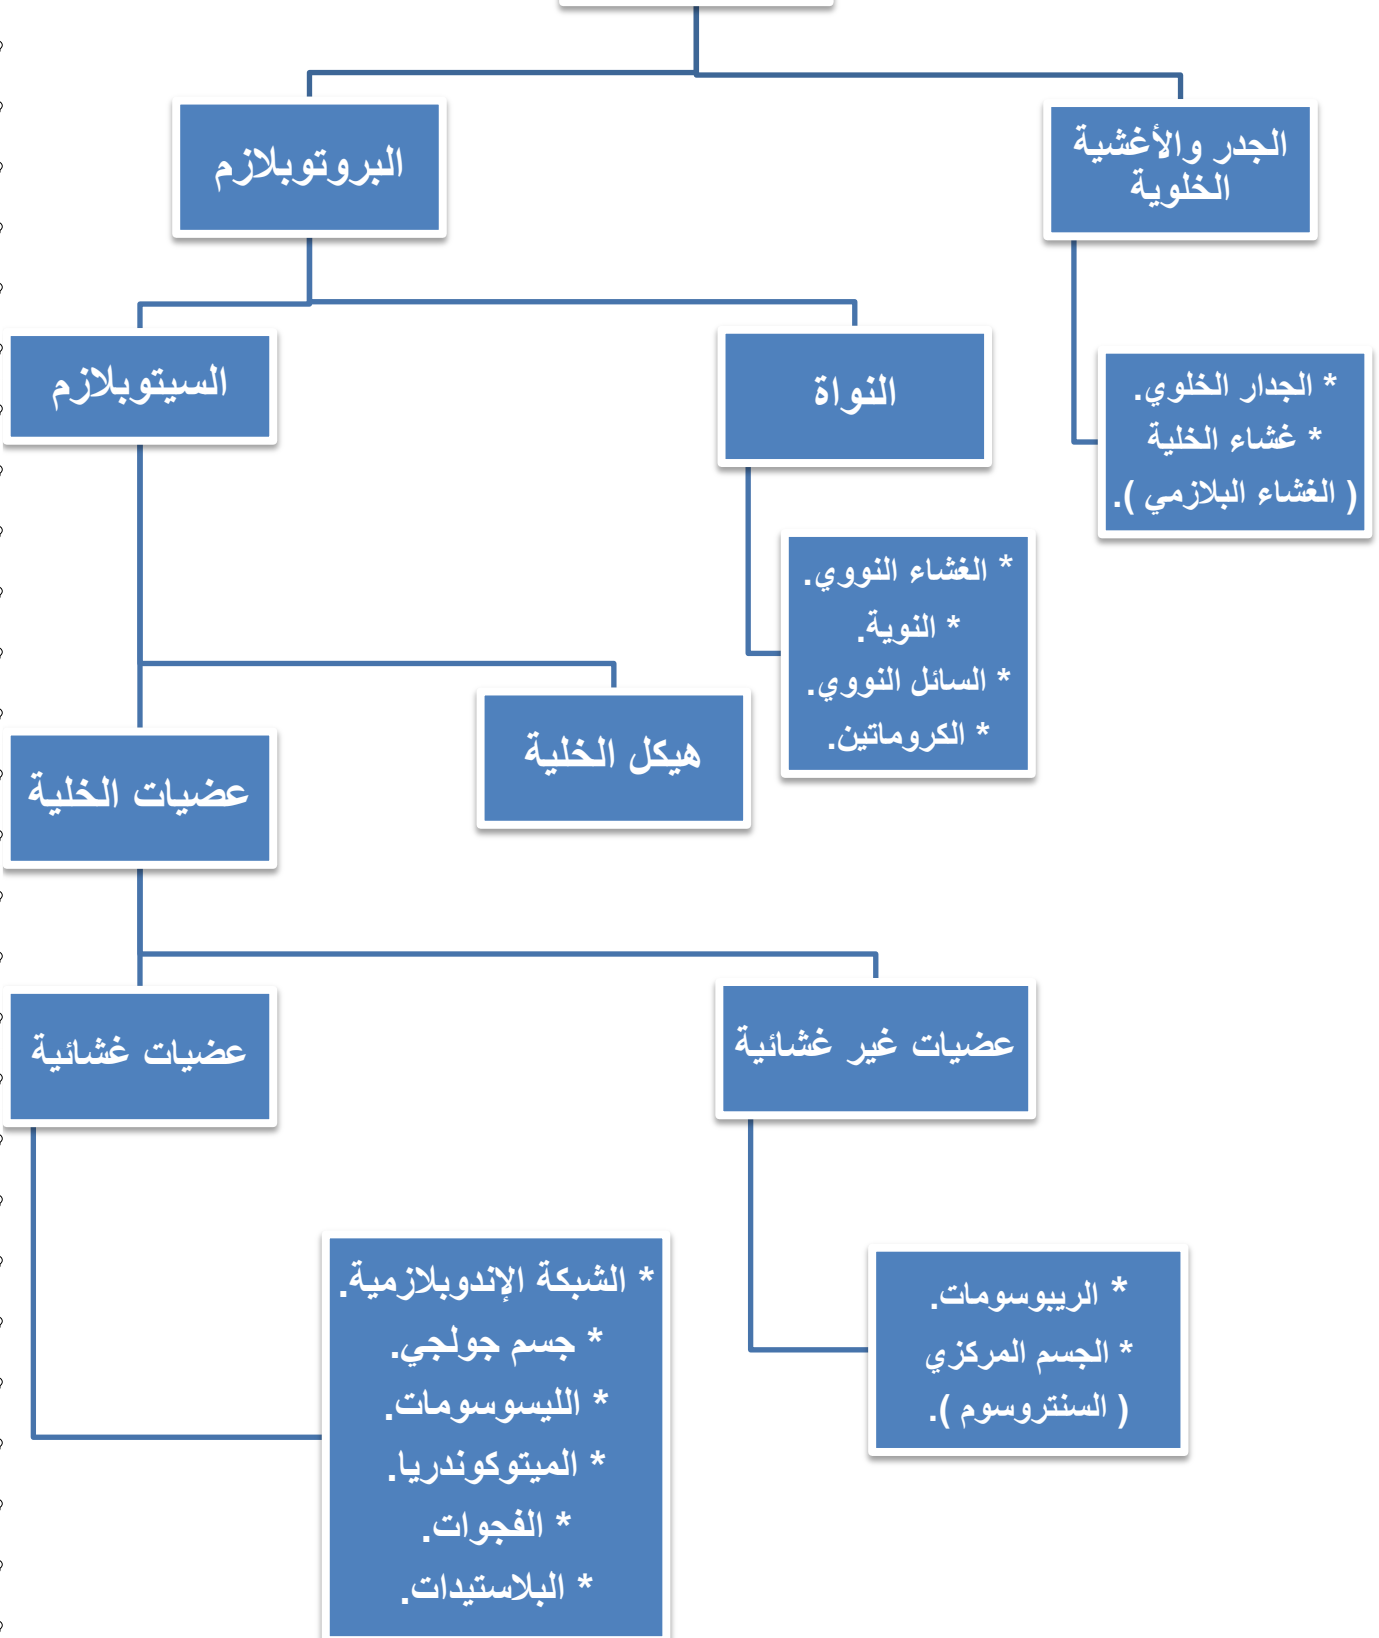 الجدر والأغشية
الخلوية
البروتوبلازم
* الجدار الخلوي.
* غشاء الخلية
( الغشاء البلازمي ).
النواة
السيتوبلازم
* الغشاء النووي.
* النوية.
* السائل النووي.
* الكروماتين.
هيكل الخلية
عضيات الخلية
عضيات غير غشائية
عضيات غشائية
* الريبوسومات.
* الجسم المركزي
( السنتروسوم ).
* الشبكة الإندوبلازمية.
* جسم جولجي.
* الليسوسومات.
* الميتوكوندريا.
* الفجوات.
* البلاستيدات.